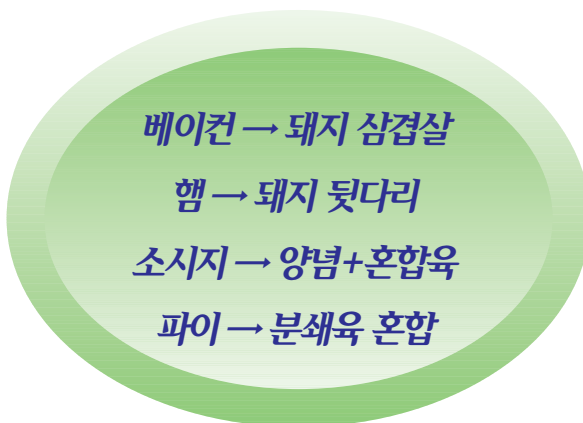 베이컨 → 돼지 삼겹살
햄 → 돼지 뒷다리
소시지 → 양념+혼합육
파이 → 분쇄육 혼합